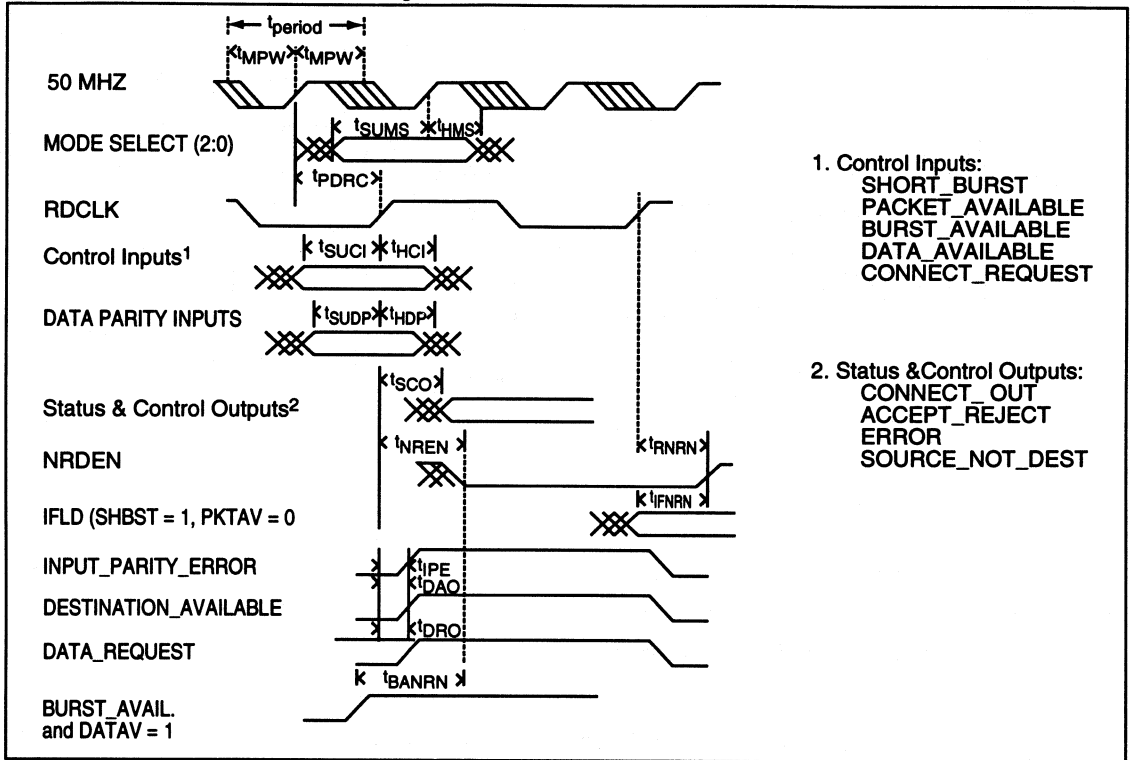 tperiod
tMPW tMPW
50 MHZ
tSUMS tHMS
MODE SELECT (2:0)
tPDRC
RDCLK
tSUCI tHCI
Control Inputs1
tSUDP tHDP
DATA PARITY INPUTS
tSCO
Status & Control Outputs2
tNREN tRNRN
NRDEN
tIFNRN
IFLD (SHBST = 1, PKTAV = 0
INPUT_PARITY_ERROR
tIPE
tDAO
DESTINATION_AVAILABLE
tDRO
DATA_REQUEST
tBANRN
BURST_AVAIL.
and DATAV = 1
1. Control Inputs:
SHORT_BURST
PACKET_AVAILABLE
BURST_AVAILABLE
DATA_AVAILABLE
CONNECT_REQUEST
2. Status &Control Outputs:
CONNECT_ OUT
ACCEPT_REJECT
ERROR
SOURCE_NOT_DEST